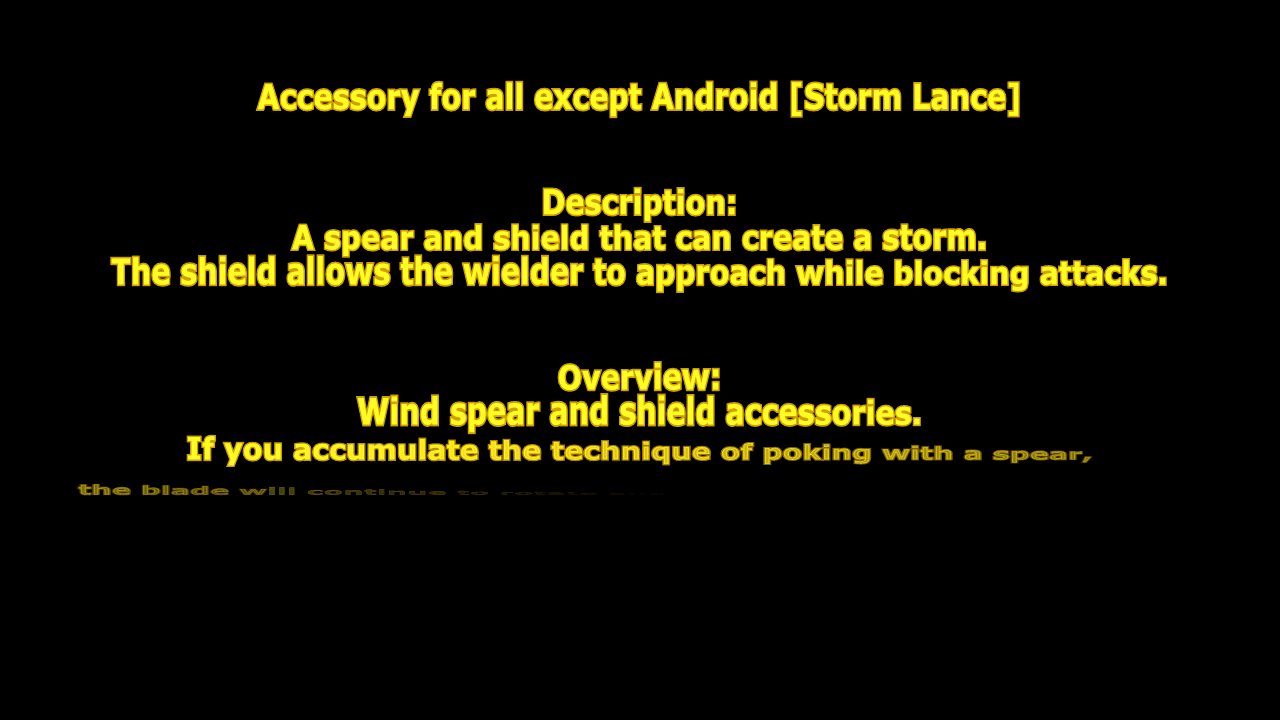 Accessory for all except Android [Storm Lance]
Description:
A spear and shield that can create a storm.
The shield allows the wielder to approach while blocking attacks.
Overview:
Wind spear and shield accessories.
If you accumulate the technique of poking with a spear,
the blade will continue to rotate